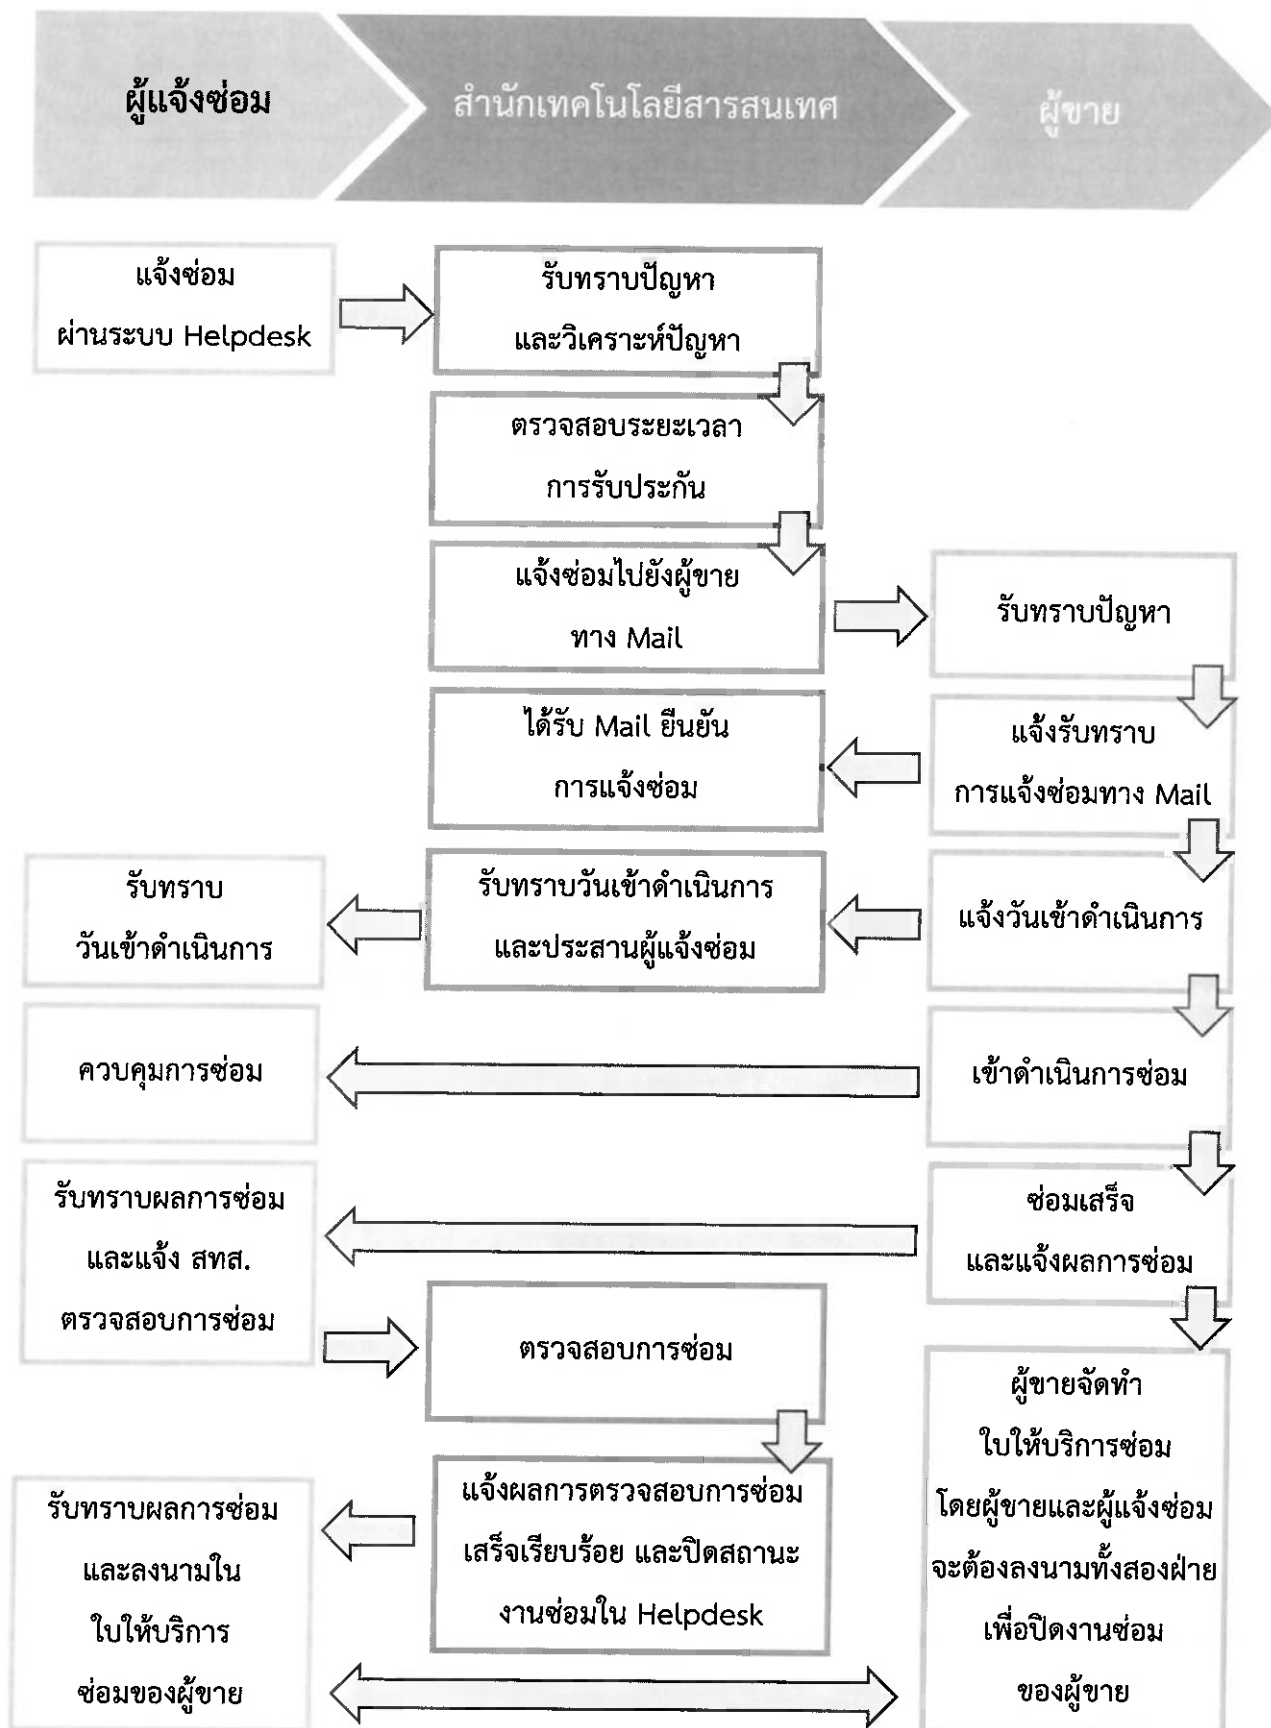 ผู้แจ้งซ่อม
สำนักเทคโนโลยีสารสนเทศ
ผู้ขาย
แจ้งซ่อม
ผ่านระบบ Helpdesk
รับทราบปัญหา
และวิเคราะห์ปัญหา
ตรวจสอบระยะเวลา
การรับประกัน
แจ้งซ่อมไปยังผู้ขาย
ทาง Mail
รับทราบปัญหา
ได้รับ Mail ยืนยัน
การแจ้งซ่อม
แจ้งรับทราบ
การแจ้งซ่อมทาง Mail
รับทราบ
วันเข้าดำเนินการ
รับทราบวันเข้าดำเนินการ
และประสานผู้แจ้งซ่อม
แจ้งวันเข้าดำเนินการ
ควบคุมการซ่อม
เข้าดำเนินการซ่อม
รับทราบผลการซ่อม
และแจ้ง สทส.
ตรวจสอบการซ่อม
ซ่อมเสร็จ
และแจ้งผลการซ่อม
ตรวจสอบการซ่อม
ผู้ขายจัดทำ
ใบให้บริการซ่อม
โดยผู้ขายและผู้แจ้งซ่อม
จะต้องลงนามทั้งสองฝ่าย
เพื่อปิดงานซ่อม
ของผู้ขาย
แจ้งผลการตรวจสอบการซ่อม
เสร็จเรียบร้อย และปิดสถานะ
งานซ่อมใน Helpdesk
รับทราบผลการซ่อม
และลงนามใน
ใบให้บริการ
ซ่อมของผู้ขาย